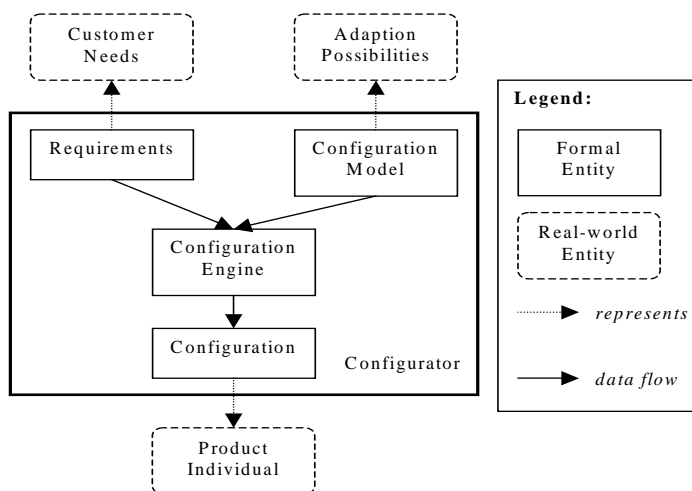 Customer
Needs
Adaption
Possibilities
Requirements
Configuration
Model
Configuration
Engine
Configuration
Configurator
Product
Individual
Legend:
Formal
Entity
Real-world
Entity
represents
data flow